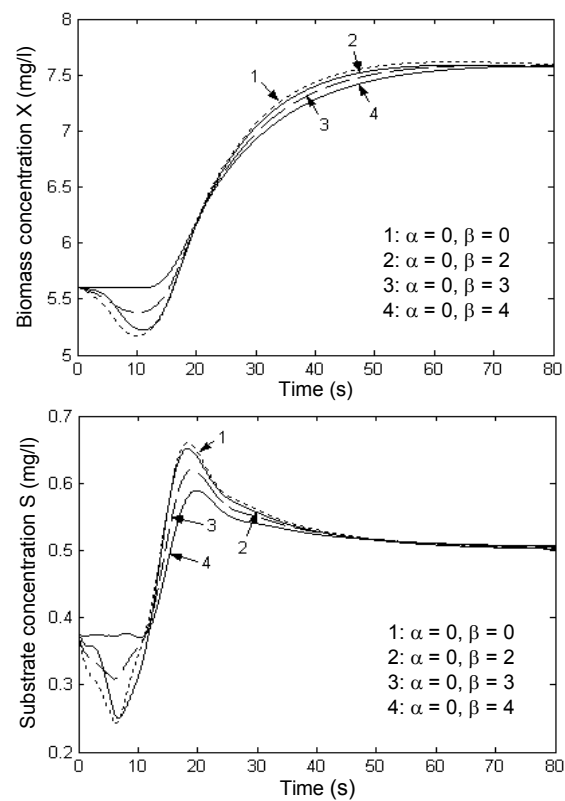 8
7.5
7
6.5
6
5.5
5
Biomass concentration X (mg/l)
1
2
3
4
1: α = 0, β = 0
2: α = 0, β = 2
3: α = 0, β = 3
4: α = 0, β = 4
0 10 20 30 40 50 60 70 80
Time (s)
0.7
0.6
0.5
0.4
0.3
0.2
Substrate concentration S (mg/l)
1
3
2
4
1: α = 0, β = 0
2: α = 0, β = 2
3: α = 0, β = 3
4: α = 0, β = 4
0 10 20 30 40 50 60 70 80
Time (s)